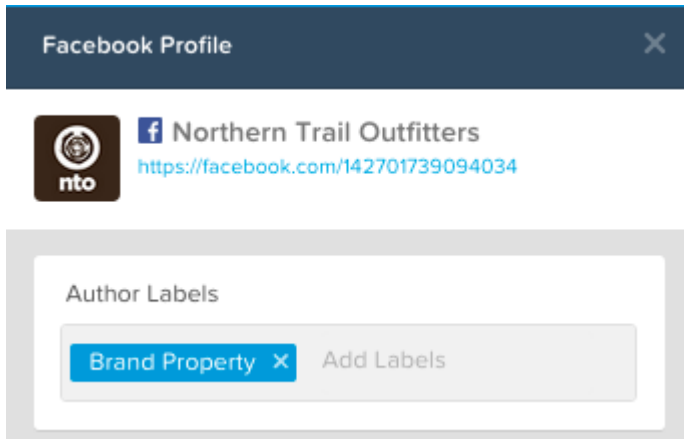 Facebook Profile
nto
Northern Trail Outfitters
https://facebook.com/142701739094034
Author Labels
Brand Property
Add Labels